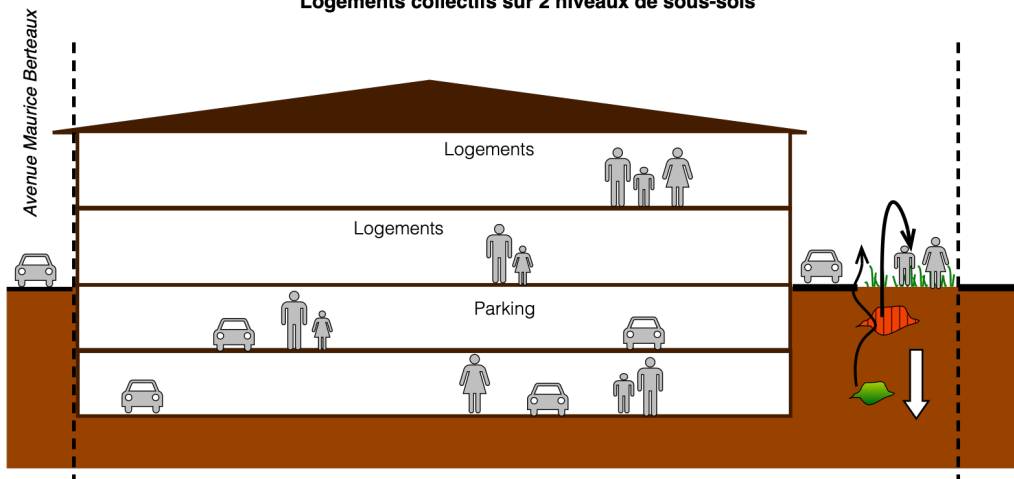 Logements collectifs sur 2 niveaux de sous-sols
Avenue Maurice Berteaux
Logements
Logements
Parking